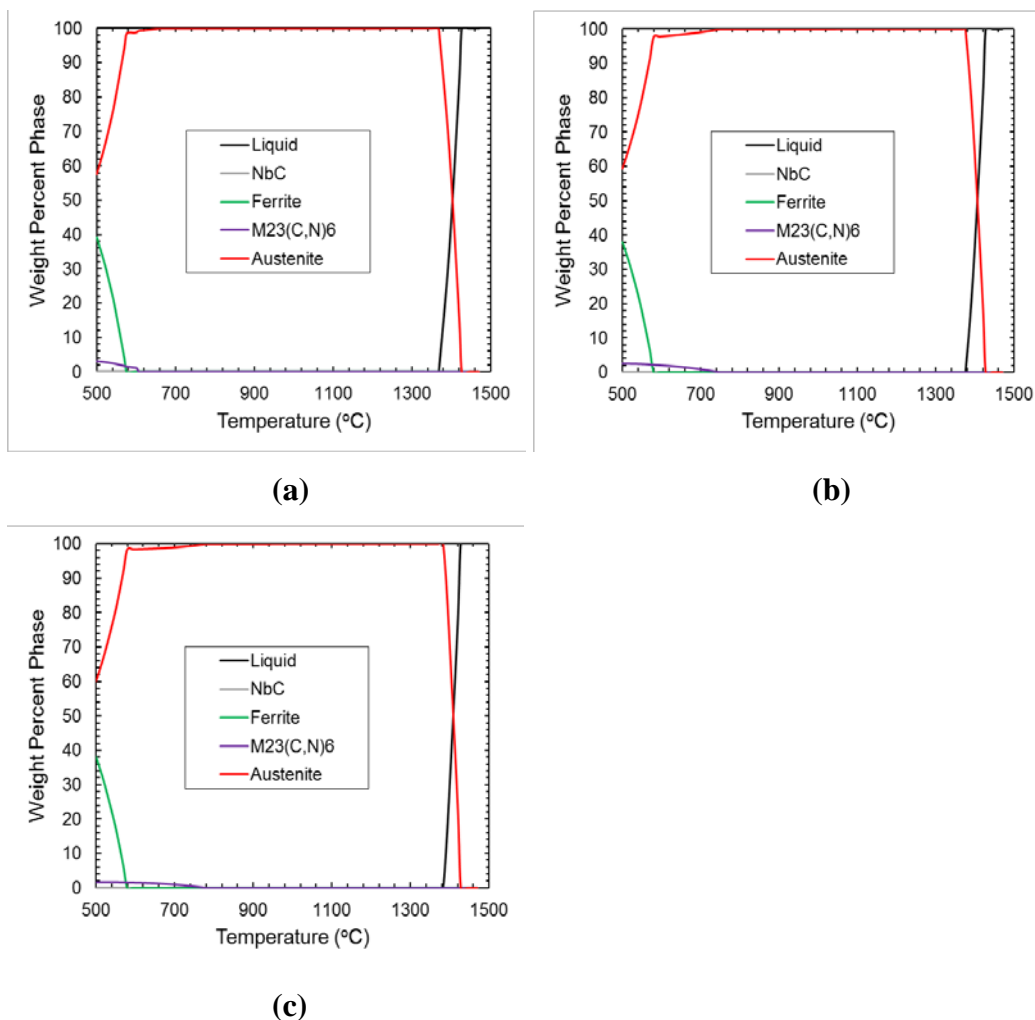 100
90
80
70
60
50
40
30
20
10
0
Weight Percent Phase
Liquid
NbC
Ferrite
M23(C,N)6
Austenite
500 700 900 1100 1300 1500
Temperature (ºC)
(a)
100
90
80
70
60
50
40
30
20
10
0
Weight Percent Phase
Liquid
NbC
Ferrite
M23(C,N)6
Austenite
500 700 900 1100 1300 1500
Temperature (ºC)
(b)
100
90
80
70
60
50
40
30
20
10
0
Weight Percent Phase
Liquid
NbC
Ferrite
M23(C,N)6
Austenite
500 700 900 1100 1300 1500
Temperature (ºC)
(c)